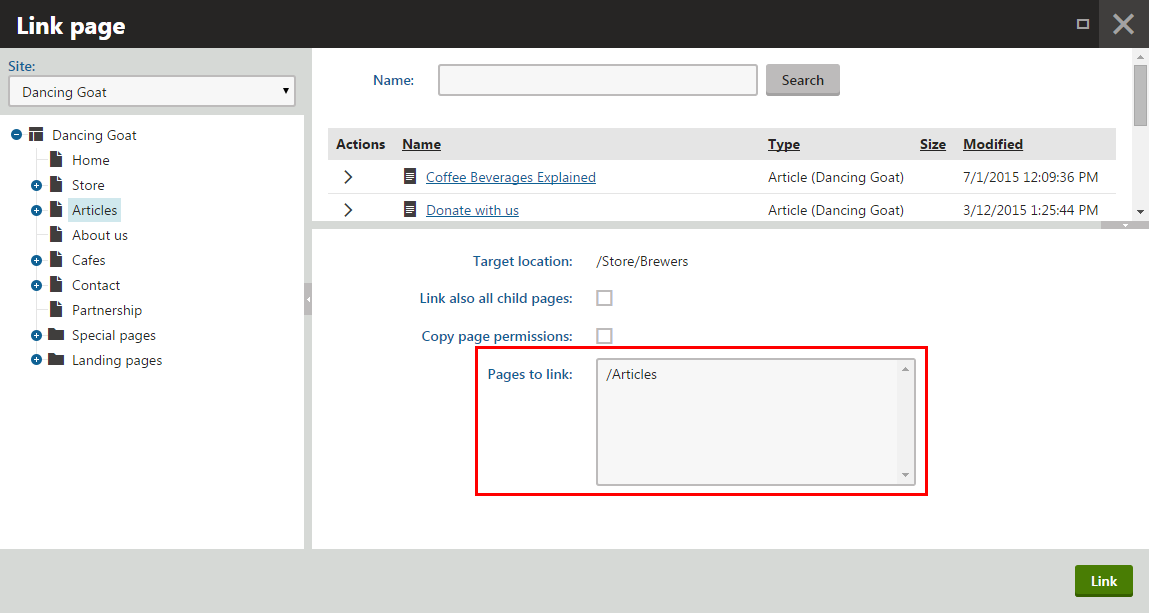 Link page
Site:
Dancing Goat
Dancing Goat
Home
Store
Articles
About us
Cafes
Contact
Partnership
Special pages
Landing pages
Name:
Search
Actions Name Type Size Modified
Coffee Beverages Explained Article (Dancing Goat) 7/1/2015 12:09:36 PM
Donate with us Article (Dancing Goat) 3/12/2015 1:25:44 PM
Target location: /Store/Brewers
Link also all child pages:
Copy page permissions:
Pages to link: /Articles
Link